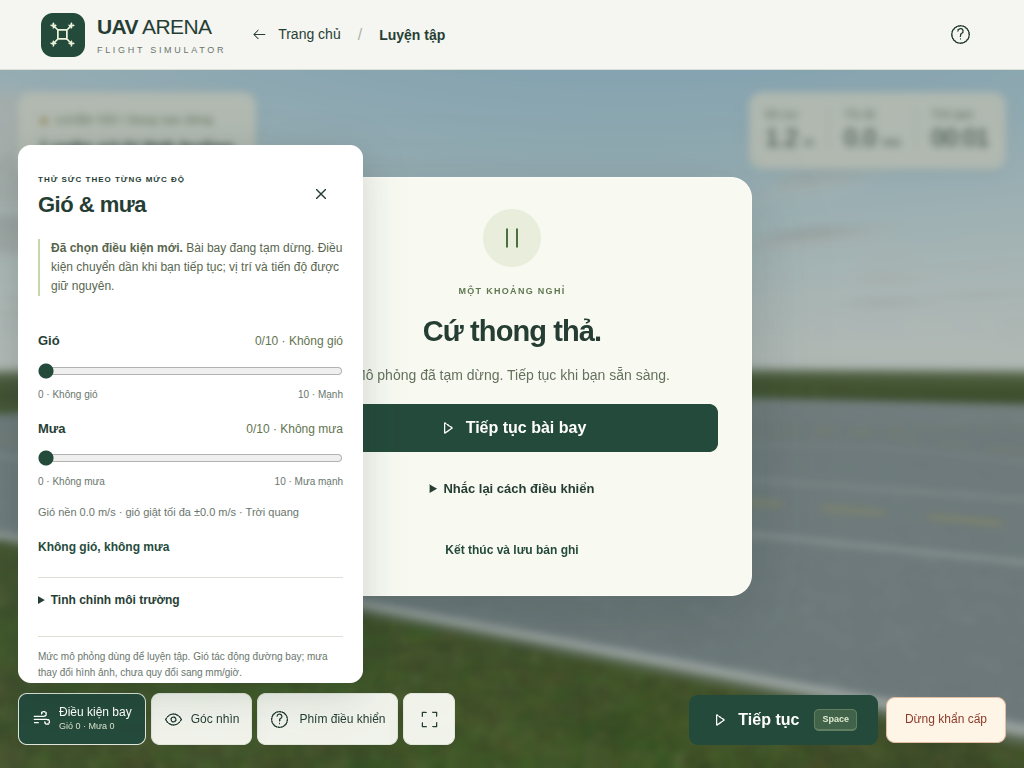 UAV ARENA
FLIGHT SIMULATOR
Trang chủ / Luyện tập
1.2
0.0
00:01
THỬ SỨC THEO TỪNG MỨC ĐỘ
Gió & mưa
Đã chọn điều kiện mới. Bài bay đang tạm dừng. Điều
kiện chuyển dần khi bạn tiếp tục; vị trí và tiến độ được
giữ nguyên.
Gió
0/10 · Không gió
0 · Không gió
10 · Mạnh
Mưa
0/10 · Không mưa
0 · Không mưa
10 · Mưa mạnh
Gió nền 0.0 m/s · gió giật tối đa ±0.0 m/s · Trời quang
Không gió, không mưa
Tinh chỉnh môi trường
Mức mô phỏng dùng để luyện tập. Gió tác động đường bay; mưa
thay đổi hình ảnh, chưa quy đổi sang mm/giờ.
MỘT KHOẢNG NGHỈ
Cứ thong thả.
phỏng đã tạm dừng. Tiếp tục khi bạn sẵn sàng.
Tiếp tục bài bay
Nhắc lại cách điều khiển
Kết thúc và lưu bản ghi
Điều kiện bay
Gió 0 · Mưa 0
Góc nhìn
Phím điều khiển
Tiếp tục
Space
Dừng khẩn cấp